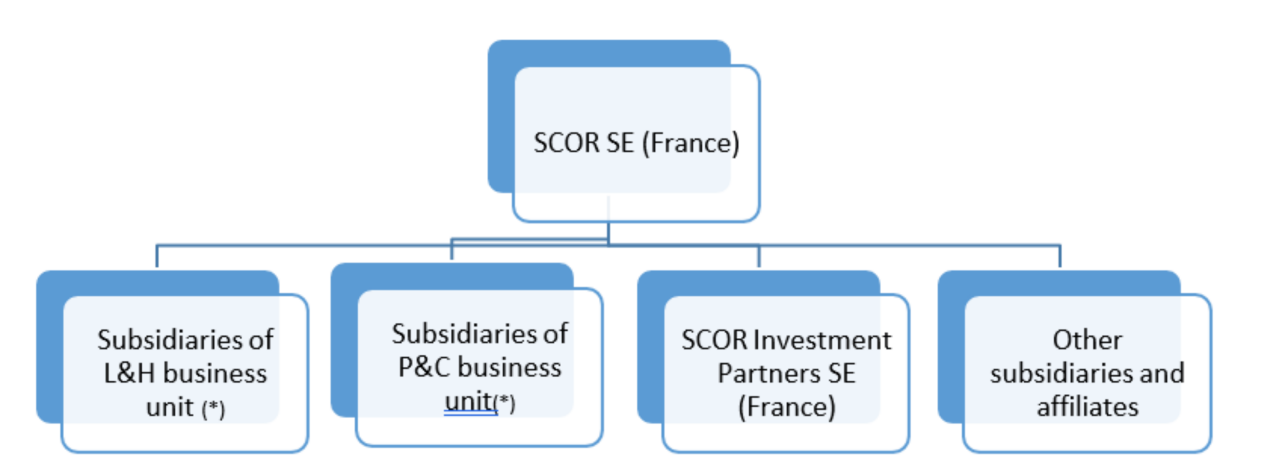 SCOR SE (France)
Subsidiaries of
L&H business
unit (*)
Subsidiaries of
P&C business
unit(*)
SCOR Investment
Partners SE
(France)
Other
subsidiaries and
affiliates